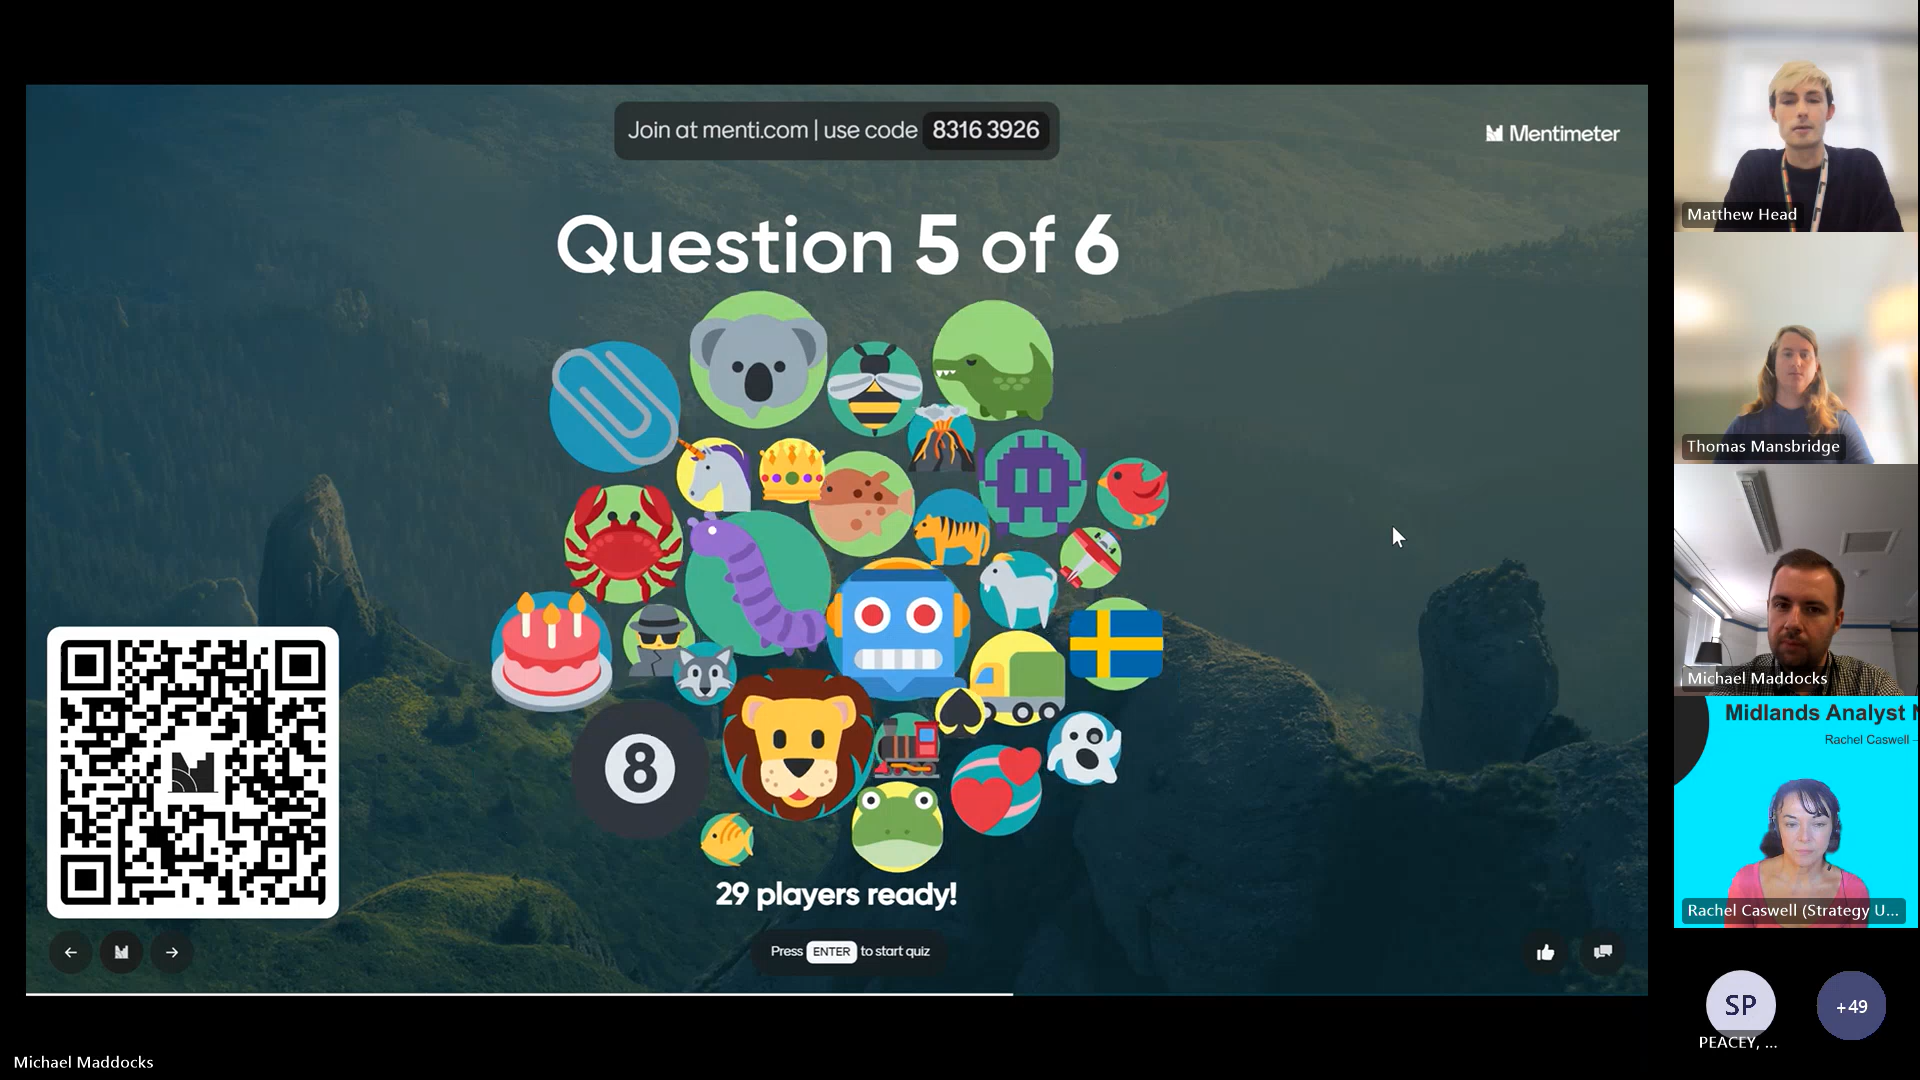 Join at menti.com | use code 8316 3926
Mentimeter
Question 5 of 6
8
29 players ready!
Press ENTER to start quiz
Matthew Head
Thomas Mansbridge
Michael Maddocks
Midlands Analyst N
Rachel Caswell –
Rachel Caswell (Strategy U...
SP
+49
PEACEY, ...
Michael Maddocks